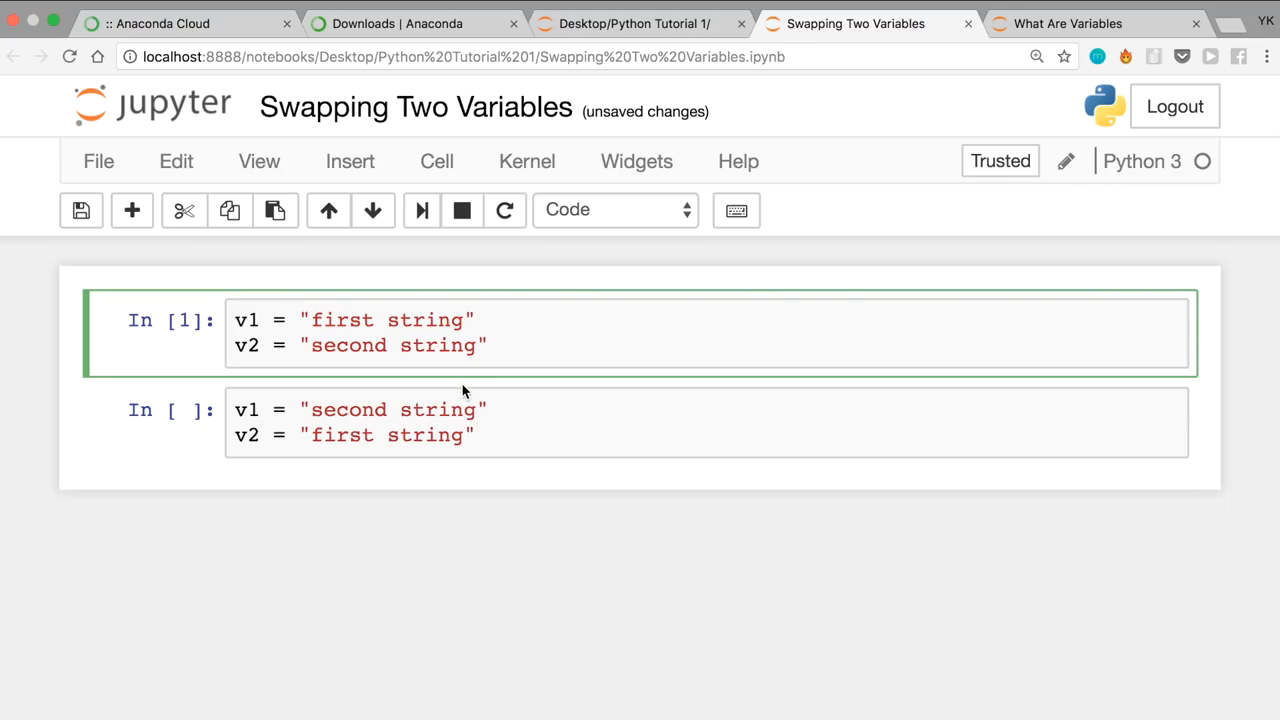 :: Anaconda Cloud
Downloads | Anaconda
Desktop/Python Tutorial 1/
Swapping Two Variables
What Are Variables
YK
localhost:8888/notebooks/Desktop/Python%20Tutorial%201/Swapping%20Two%20Variables.ipynb
jupyter Swapping Two Variables (unsaved changes) Logout
File Edit View Insert Cell Kernel Widgets Help Trusted Python 3
Code
In [1]: v1 = "first string"
v2 = "second string"
In [ ]: v1 = "second string"
v2 = "first string"